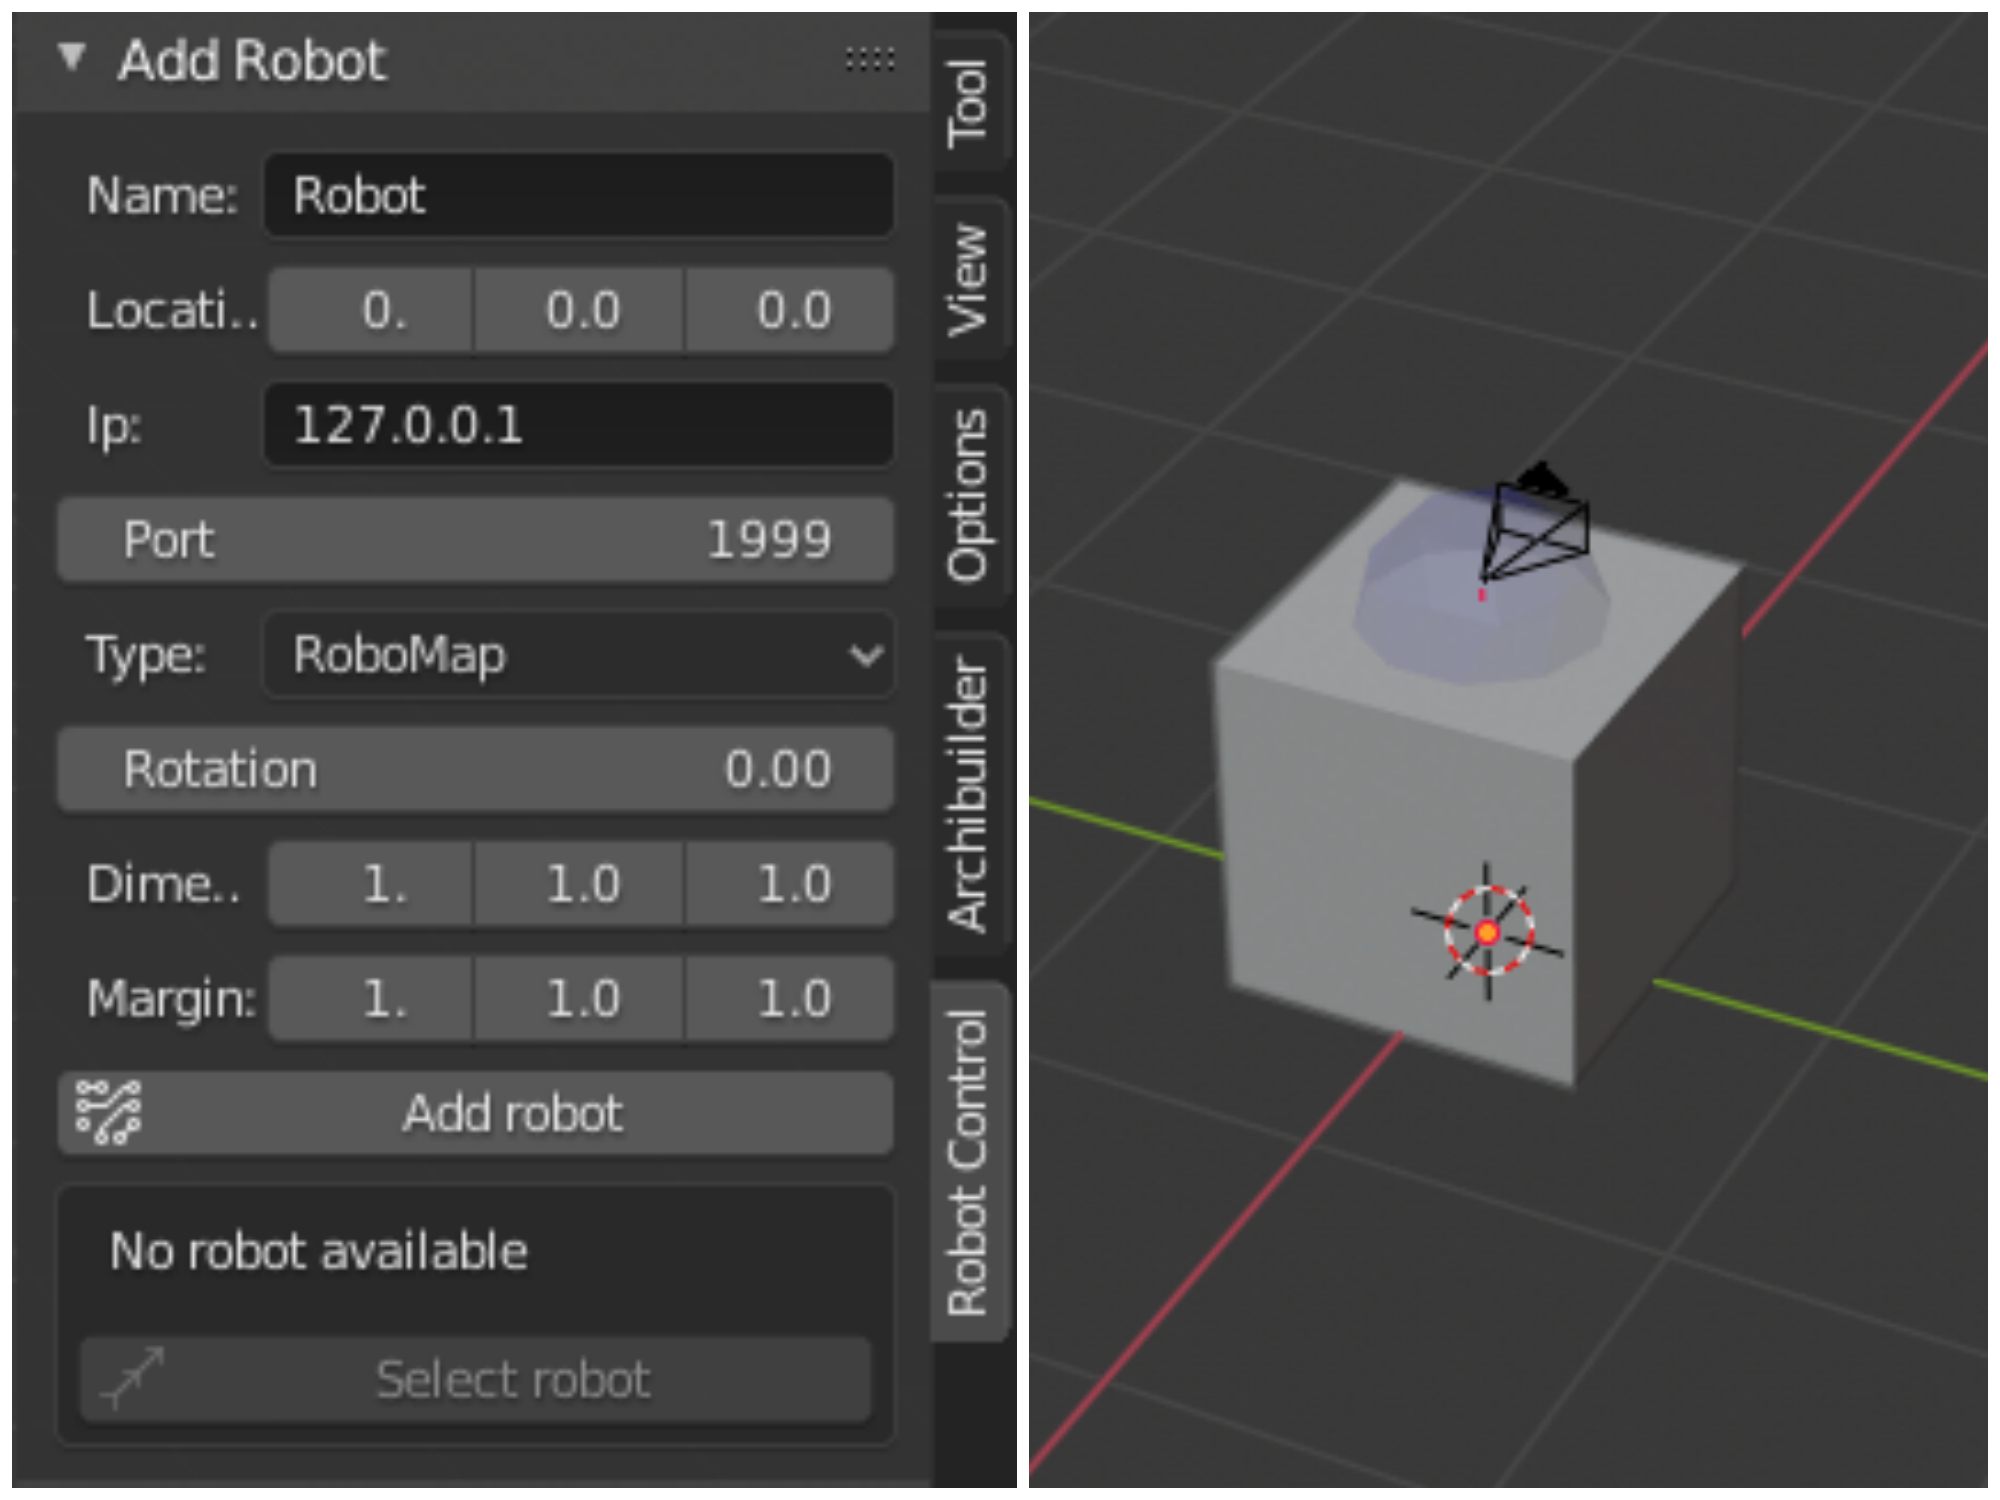 Add Robot
Name: Robot
Locati.. 0. 0.0 0.0
Ip: 127.0.0.1
Port 1999
Type: RoboMap
Rotation 0.00
Dime.. 1. 1.0 1.0
Margin: 1. 1.0 1.0
Add robot
No robot available
Select robot
Tool
View
Options
Archibuilder
Robot Control